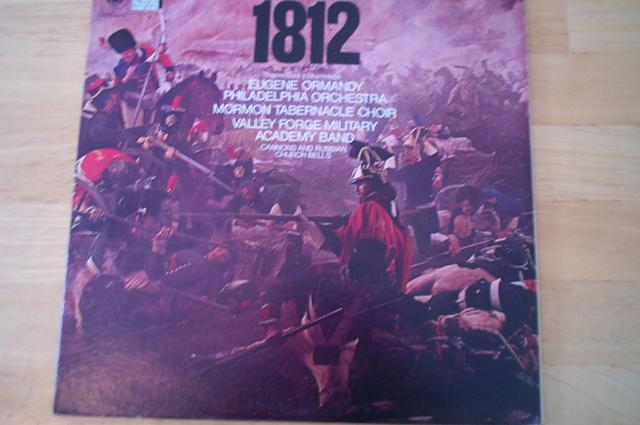 1812
EUGENE ORMANDY
PHILADELPHIA ORCHESTRA
MORMON TABERNACLE CHOIR
VALLEY FORGE MILITARY
ACADEMY BAND
CANNONS AND RUSSIAN
CHURCH BELLS